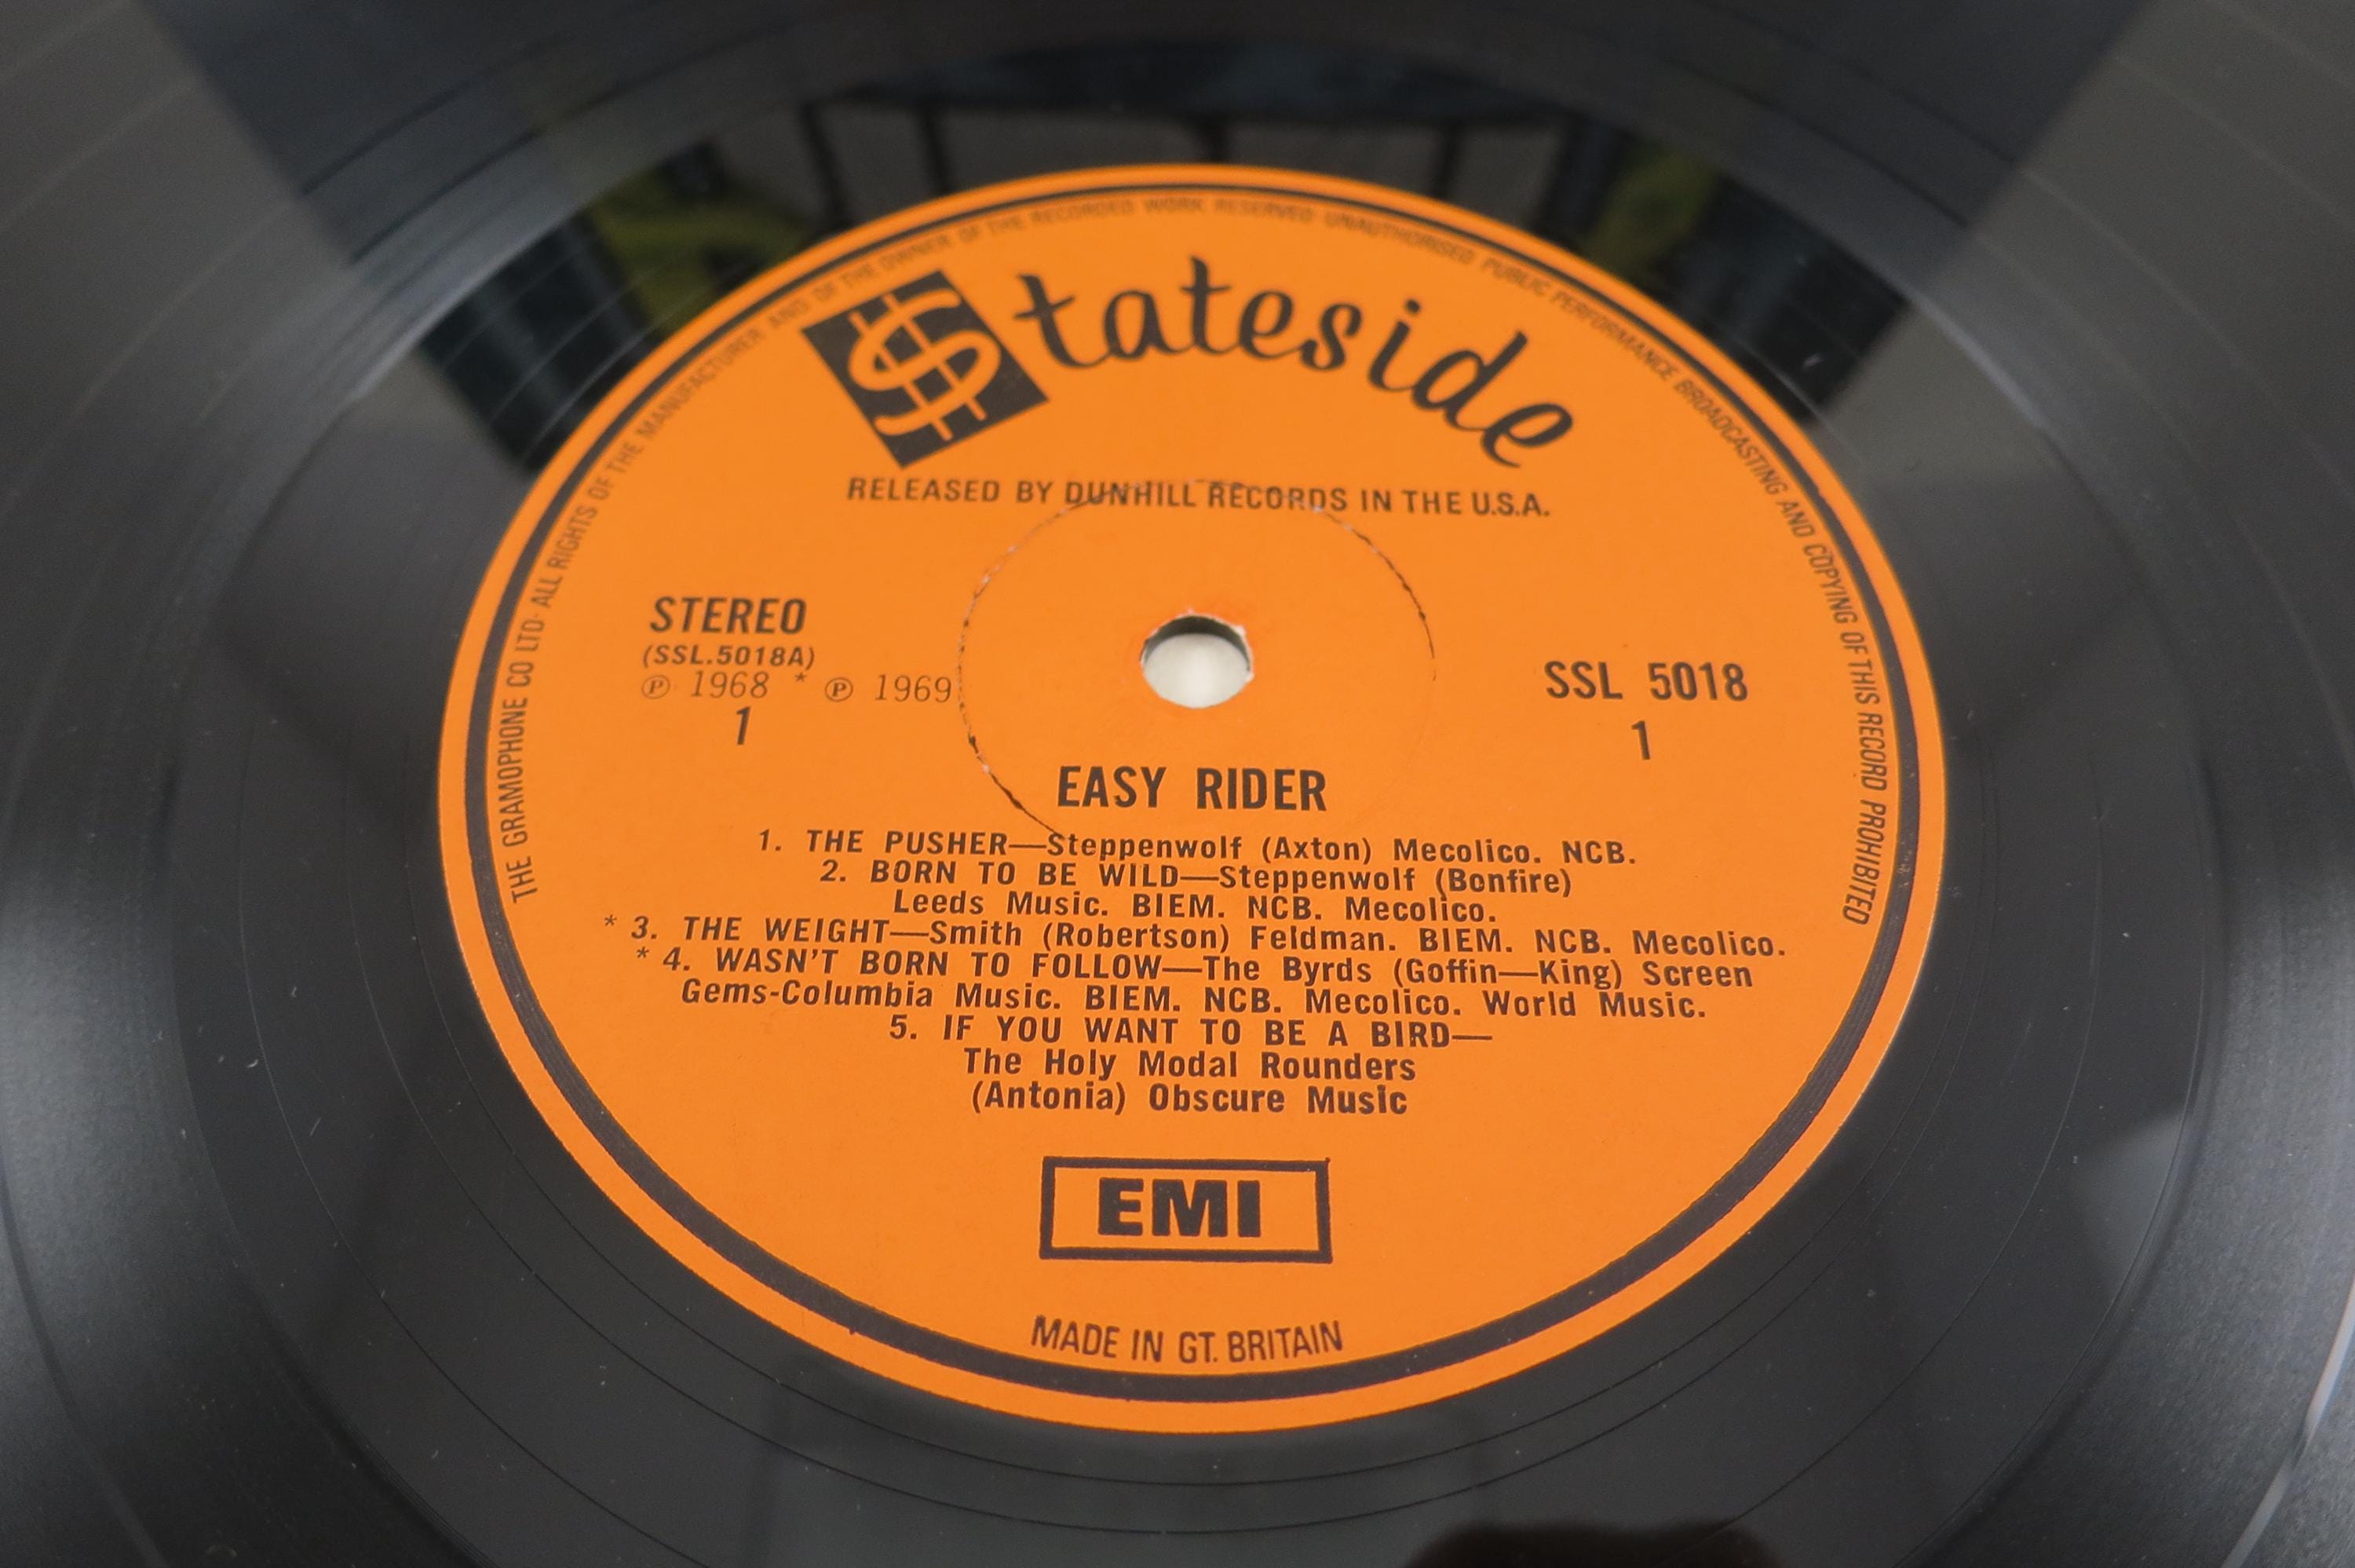 THE GRAMOPHONE CO LTD· ALL RIGHTS OF THE MANUFACTURER AND OF THE OWNER OF THE RECORDED WORK RESERVED UNAUTHORISED PUBLIC PERFORMANCE BROADCASTING AND COPYING OF THIS RECORD PROHIBITED
$tateside
RELEASED BY DUNHILL RECORDS IN THE U.S.A.
STEREO
(SSL.5018A)
℗ 1968 * ℗ 1969
1
SSL 5018
1
EASY RIDER
1. THE PUSHER—Steppenwolf (Axton) Mecolico. NCB.
2. BORN TO BE WILD—Steppenwolf (Bonfire)
Leeds Music. BIEM. NCB. Mecolico.
* 3. THE WEIGHT—Smith (Robertson) Feldman. BIEM. NCB. Mecolico.
* 4. WASN'T BORN TO FOLLOW—The Byrds (Goffin—King) Screen
Gems-Columbia Music. BIEM. NCB. Mecolico. World Music.
5. IF YOU WANT TO BE A BIRD—
The Holy Modal Rounders
(Antonia) Obscure Music
EMI
MADE IN GT. BRITAIN